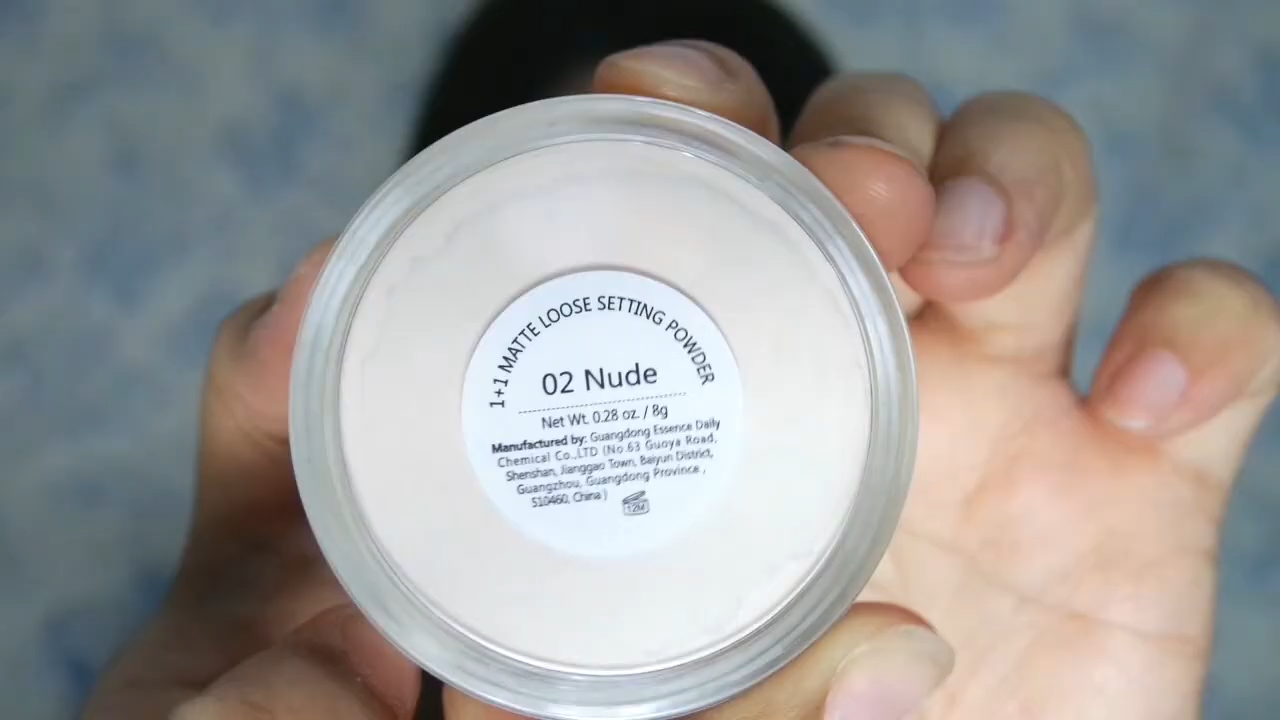 1+1 MATTE LOOSE SETTING POWDER
02 Nude
Net Wt. 0.28 oz. / 8g
Manufactured by: Guangdong Essence Daily
Chemical Co.,LTD (No.63 Guoya Road,
Shenshan, Jianggao Town, Baiyun District,
Guangzhou, Guangdong Province ,
510460, China )
12M